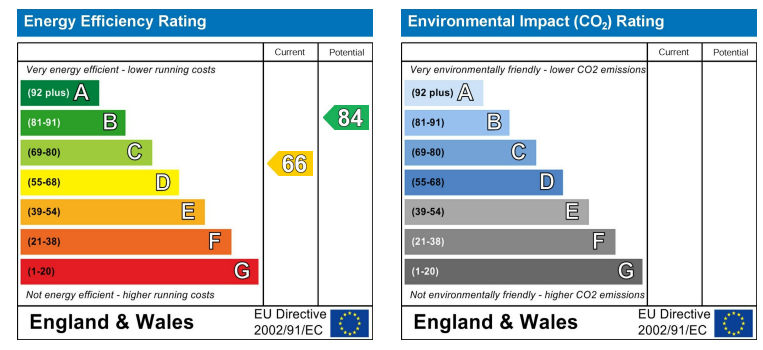 Energy Efficiency Rating
Current Potential
Very energy efficient - lower running costs
(92 plus) A
(81-91) B
84
(69-80) C
66
(55-68) D
(39-54) E
(21-38) F
(1-20) G
Not energy efficient - higher running costs
England & Wales
EU Directive
2002/91/EC
Environmental Impact (CO₂) Rating
Current Potential
Very environmentally friendly - lower CO2 emissions
(92 plus) A
(81-91) B
(69-80) C
(55-68) D
(39-54) E
(21-38) F
(1-20) G
Not environmentally friendly - higher CO2 emissions
England & Wales
EU Directive
2002/91/EC